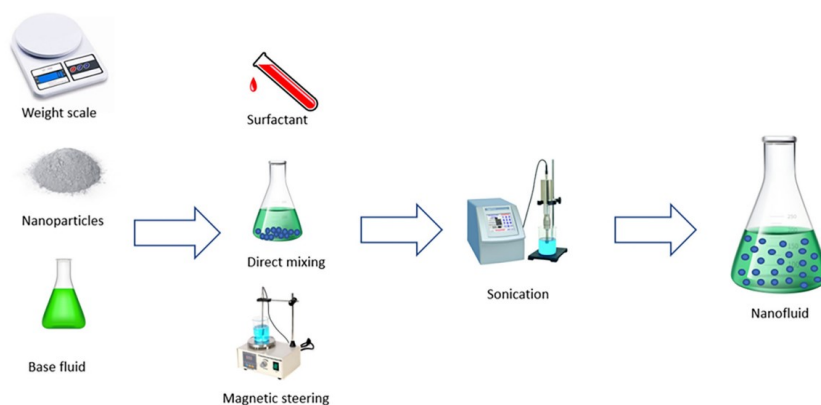 Weight scale
Nanoparticles
Base fluid
Surfactant
Direct mixing
Magnetic steering
Sonication
Nanofluid